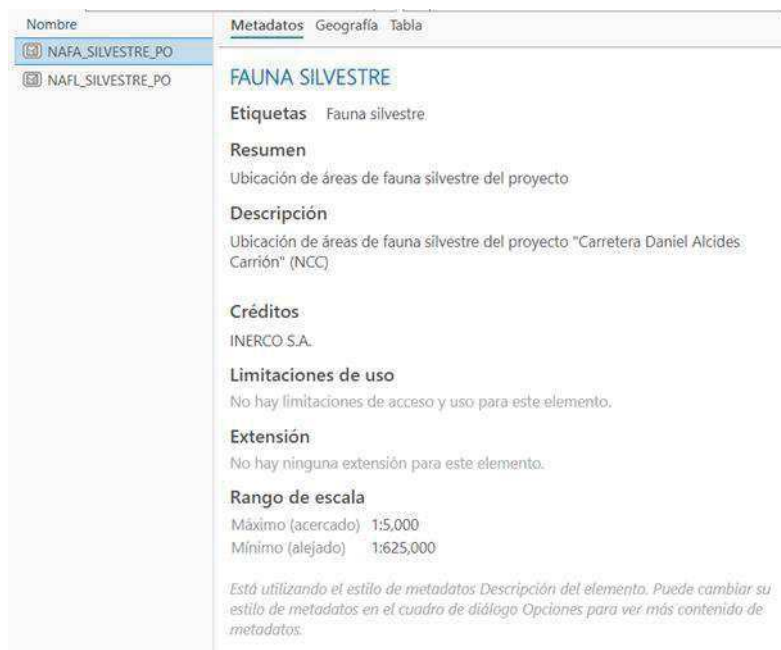 Nombre
NAFA_SILVESTRE_PO
NAFL_SILVESTRE_PO
Metadatos Geografía Tabla
FAUNA SILVESTRE
Etiquetas Fauna silvestre
Resumen
Ubicación de áreas de fauna silvestre del proyecto
Descripción
Ubicación de áreas de fauna silvestre del proyecto "Carretera Daniel Alcides
Carrión" (NCC)
Créditos
INERCO S.A.
Limitaciones de uso
No hay limitaciones de acceso y uso para este elemento.
Extensión
No hay ninguna extensión para este elemento.
Rango de escala
Máximo (acercado) 1:5,000
Mínimo (alejado) 1:625,000
Está utilizando el estilo de metadatos Descripción del elemento. Puede cambiar su
estilo de metadatos en el cuadro de diálogo Opciones para ver más contenido de
metadatos.